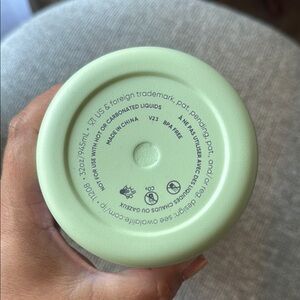 US & foreign trademark, pat. pending, pat. and/or reg. design. see owalalife.com/ip • 711208 • 32oz/945mL •
NOT FOR USE WITH HOT OR CARBONATED LIQUIDS
À NE PAS UTILISER AVEC DES LIQUIDES CHAUDS OU GAZEUX
MADE IN CHINA V23 BPA FREE